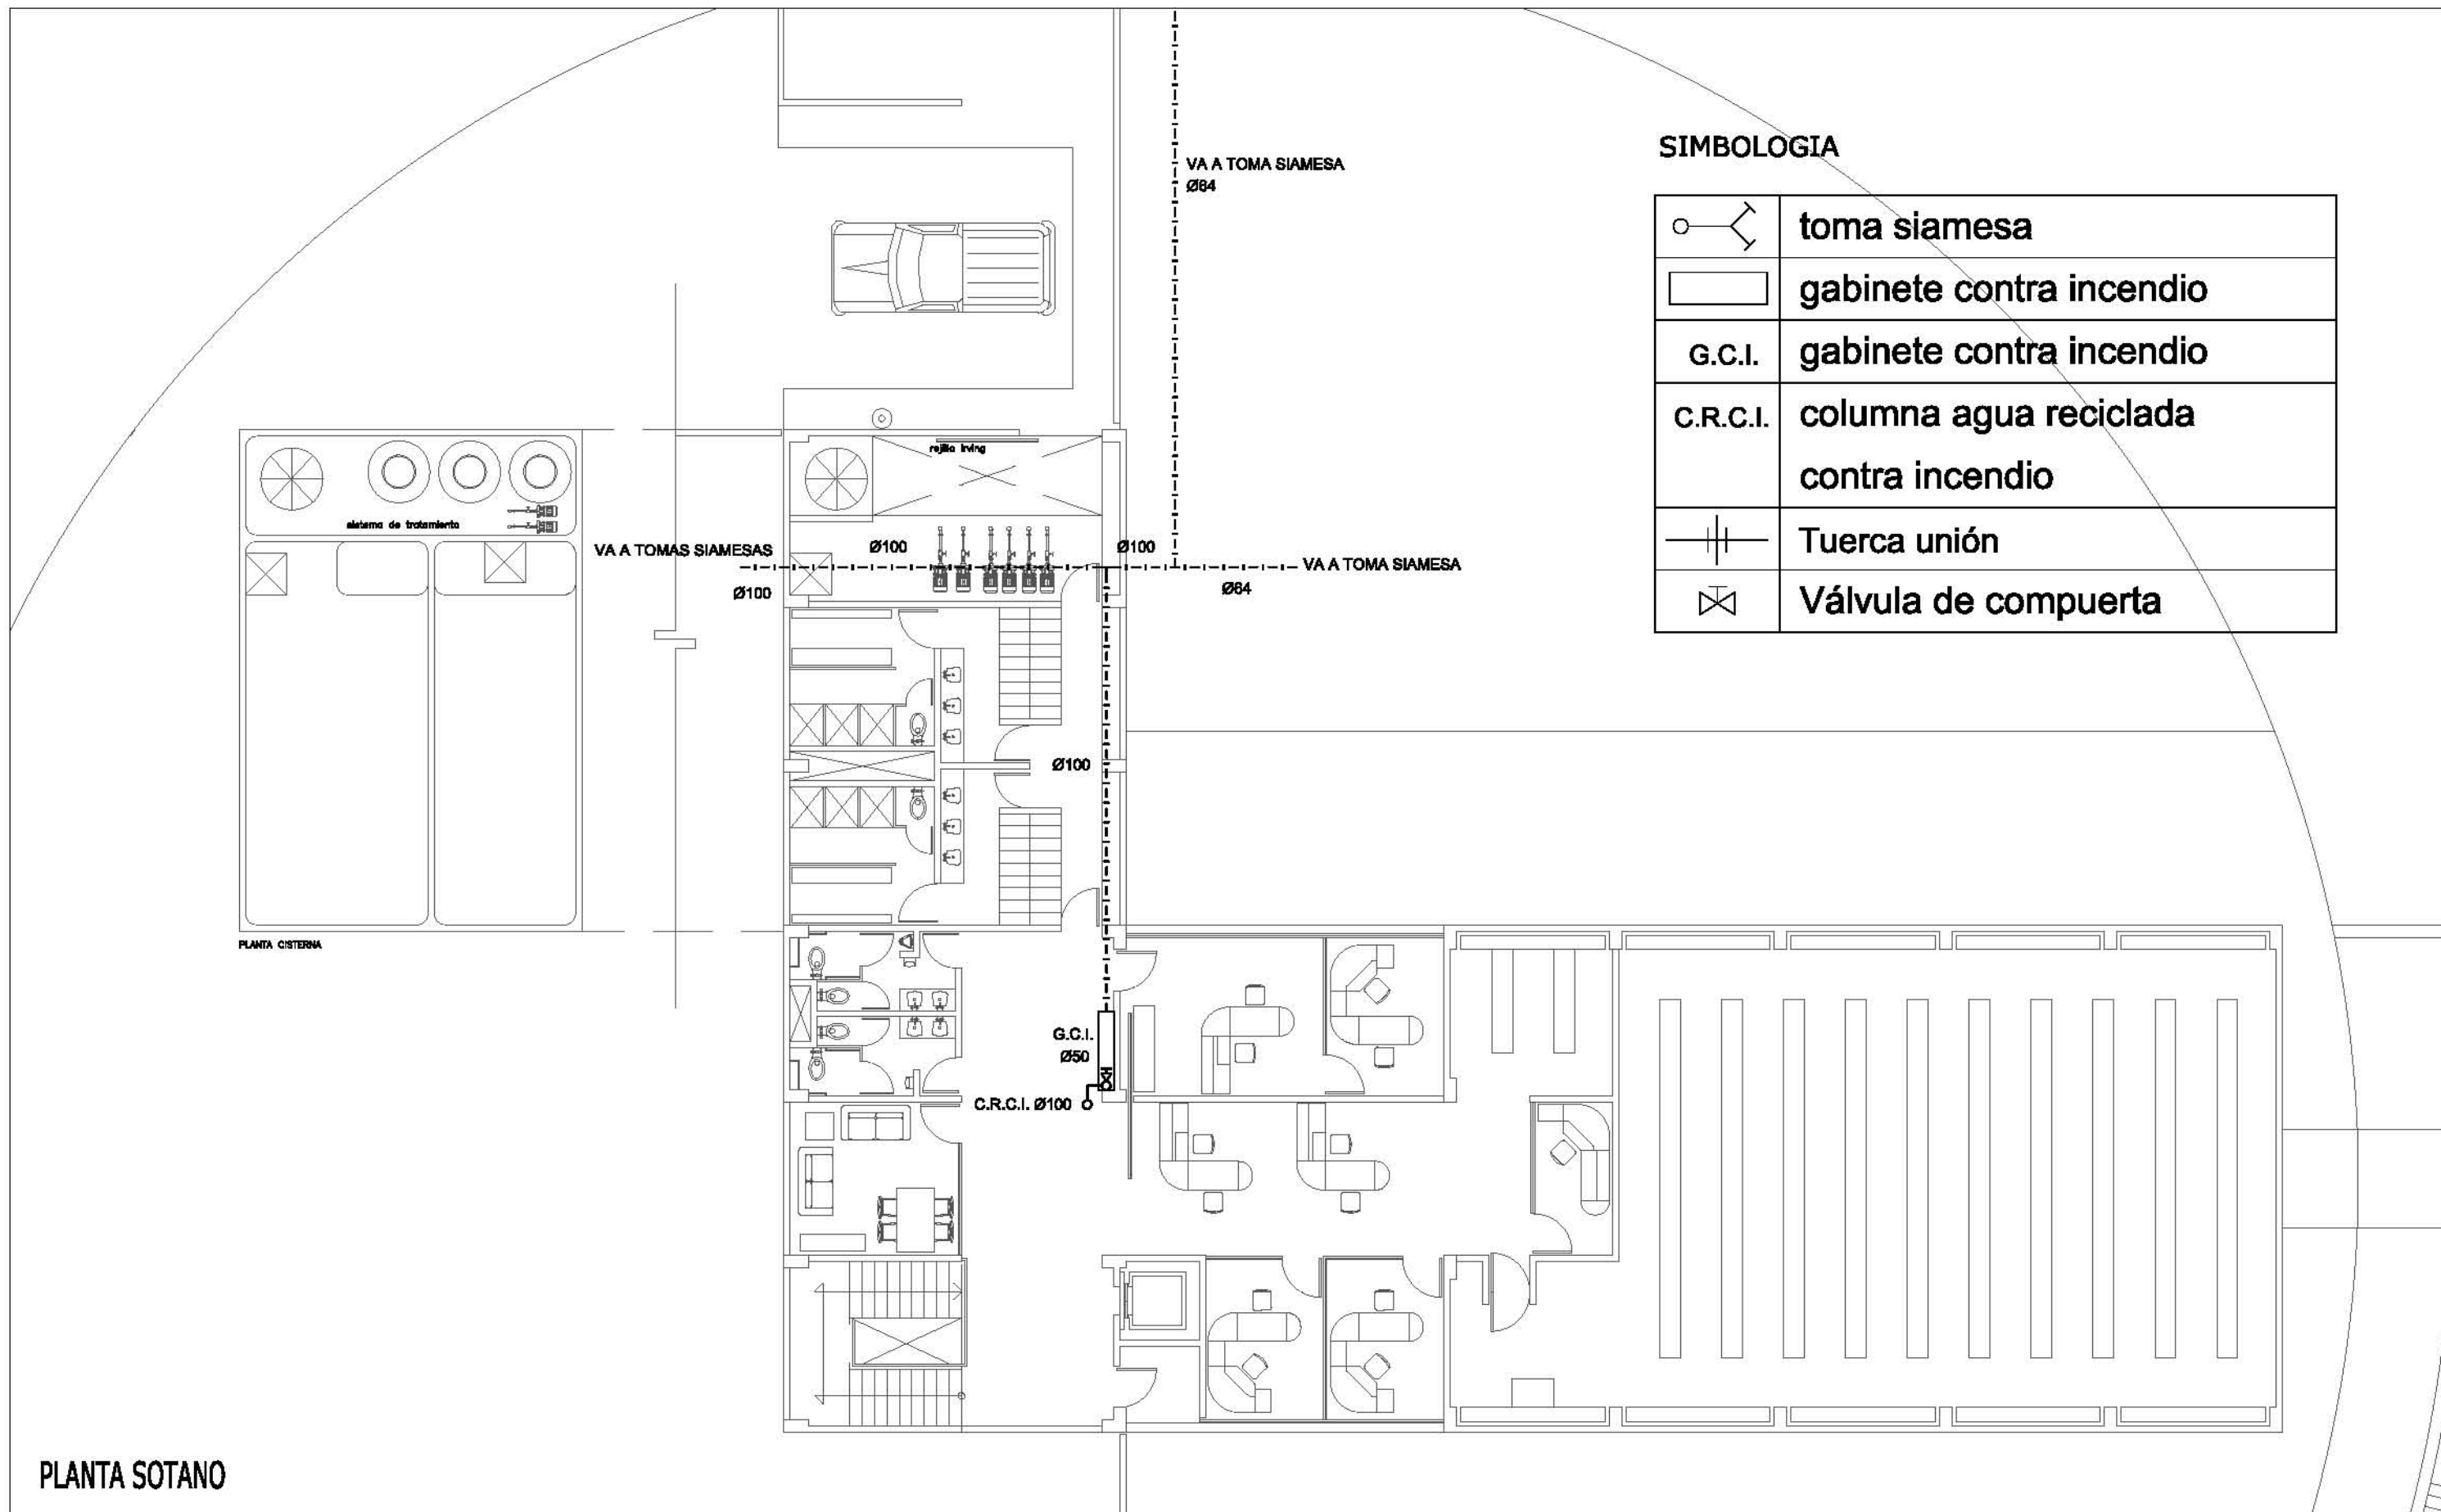 VA A TOMA SIAMESA
Ø64
SIMBOLOGIA
toma siamesa
gabinete contra incendio
G.C.I. gabinete contra incendio
C.R.C.I. columna agua reciclada
contra incendio
Tuerca unión
Válvula de compuerta
rejilla irving
sistema de tratamiento
VA A TOMAS SIAMESAS
Ø100
Ø100
Ø100
VA A TOMA SIAMESA
Ø64
Ø100
PLANTA CISTERNA
G.C.I.
Ø50
C.R.C.I. Ø100
PLANTA SOTANO